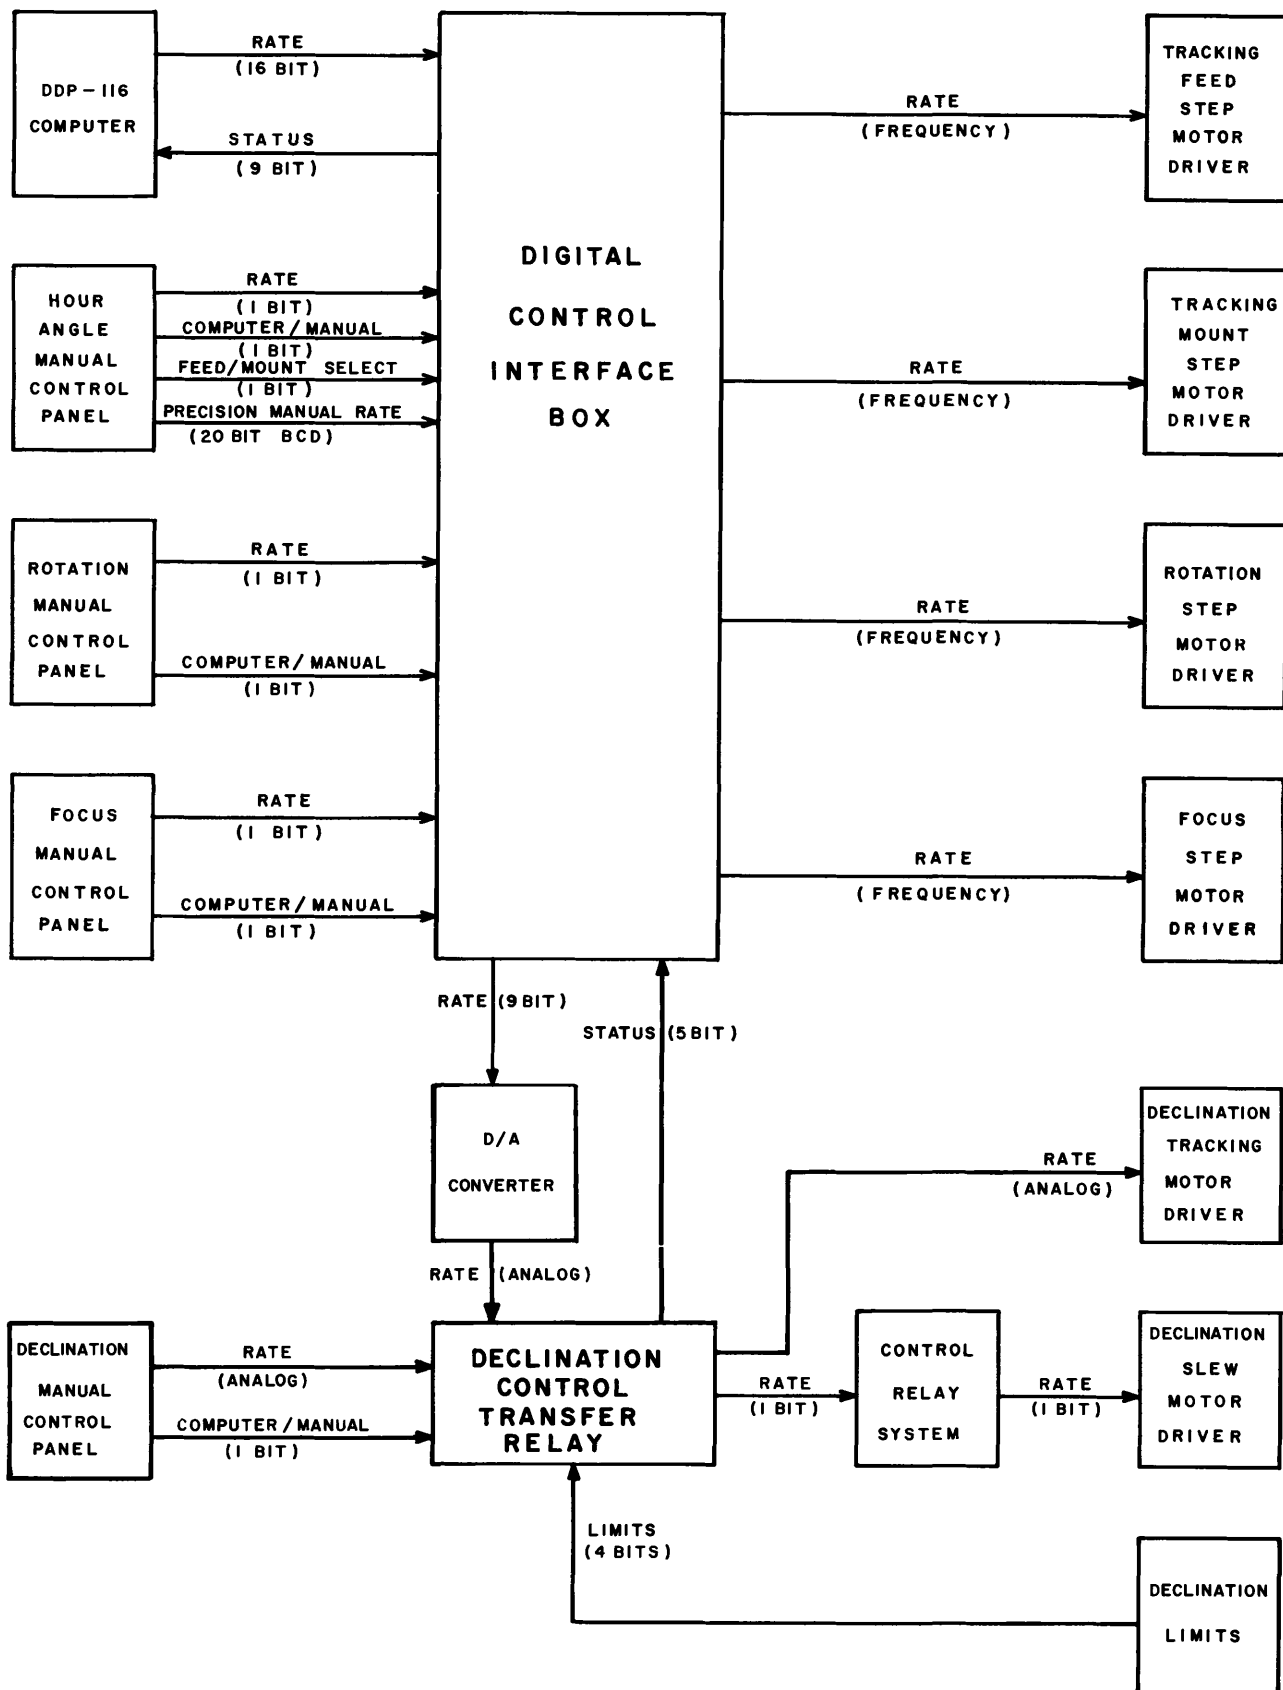 DDP-116
COMPUTER
RATE
(16 BIT)
STATUS
(9 BIT)
HOUR
ANGLE
MANUAL
CONTROL
PANEL
RATE
(1 BIT)
COMPUTER/MANUAL
(1 BIT)
FEED/MOUNT SELECT
(1 BIT)
PRECISION MANUAL RATE
(20 BIT BCD)
ROTATION
MANUAL
CONTROL
PANEL
RATE
(1 BIT)
COMPUTER/MANUAL
(1 BIT)
FOCUS
MANUAL
CONTROL
PANEL
RATE
(1 BIT)
COMPUTER/MANUAL
(1 BIT)
DIGITAL
CONTROL
INTERFACE
BOX
RATE
(FREQUENCY)
TRACKING
FEED
STEP
MOTOR
DRIVER
RATE
(FREQUENCY)
TRACKING
MOUNT
STEP
MOTOR
DRIVER
RATE
(FREQUENCY)
ROTATION
STEP
MOTOR
DRIVER
RATE
(FREQUENCY)
FOCUS
STEP
MOTOR
DRIVER
RATE (9 BIT)
STATUS (5 BIT)
D/A
CONVERTER
RATE (ANALOG)
DECLINATION
MANUAL
CONTROL
PANEL
RATE
(ANALOG)
COMPUTER/MANUAL
(1 BIT)
DECLINATION
CONTROL
TRANSFER
RELAY
RATE
(ANALOG)
DECLINATION
TRACKING
MOTOR
DRIVER
RATE
(1 BIT)
CONTROL
RELAY
SYSTEM
RATE
(1 BIT)
DECLINATION
SLEW
MOTOR
DRIVER
LIMITS
(4 BITS)
DECLINATION
LIMITS